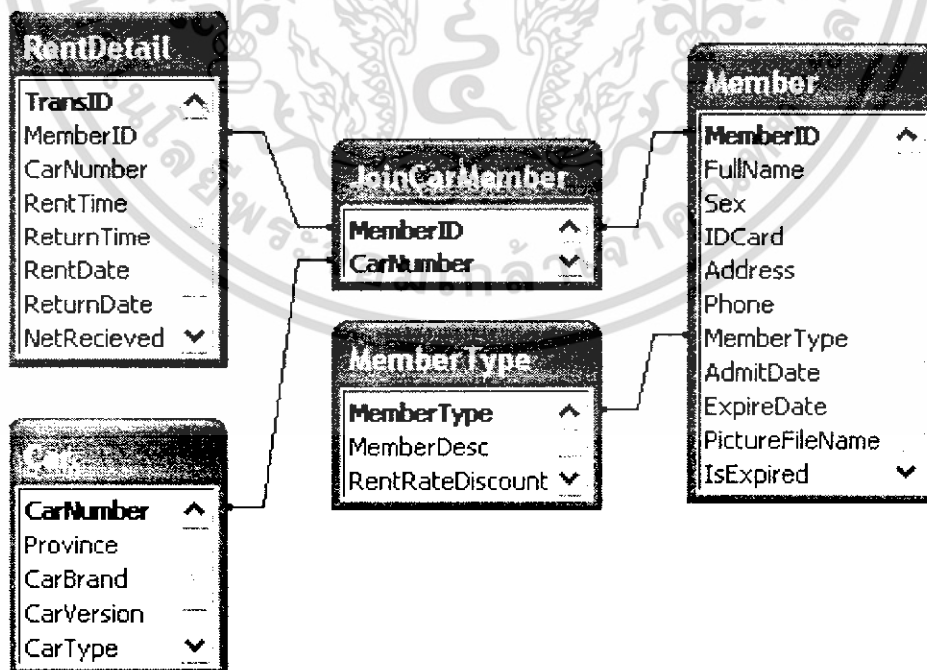 RentDetail
TransID
MemberID
CarNumber
RentTime
ReturnTime
RentDate
ReturnDate
NetRecieved
JoinCarMember
MemberID
CarNumber
Member
MemberID
FullName
Sex
IDCard
Address
Phone
MemberType
AdmitDate
ExpireDate
PictureFileName
IsExpired
MemberType
MemberType
MemberDesc
RentRateDiscount
CarNumber
Province
CarBrand
CarVersion
CarType